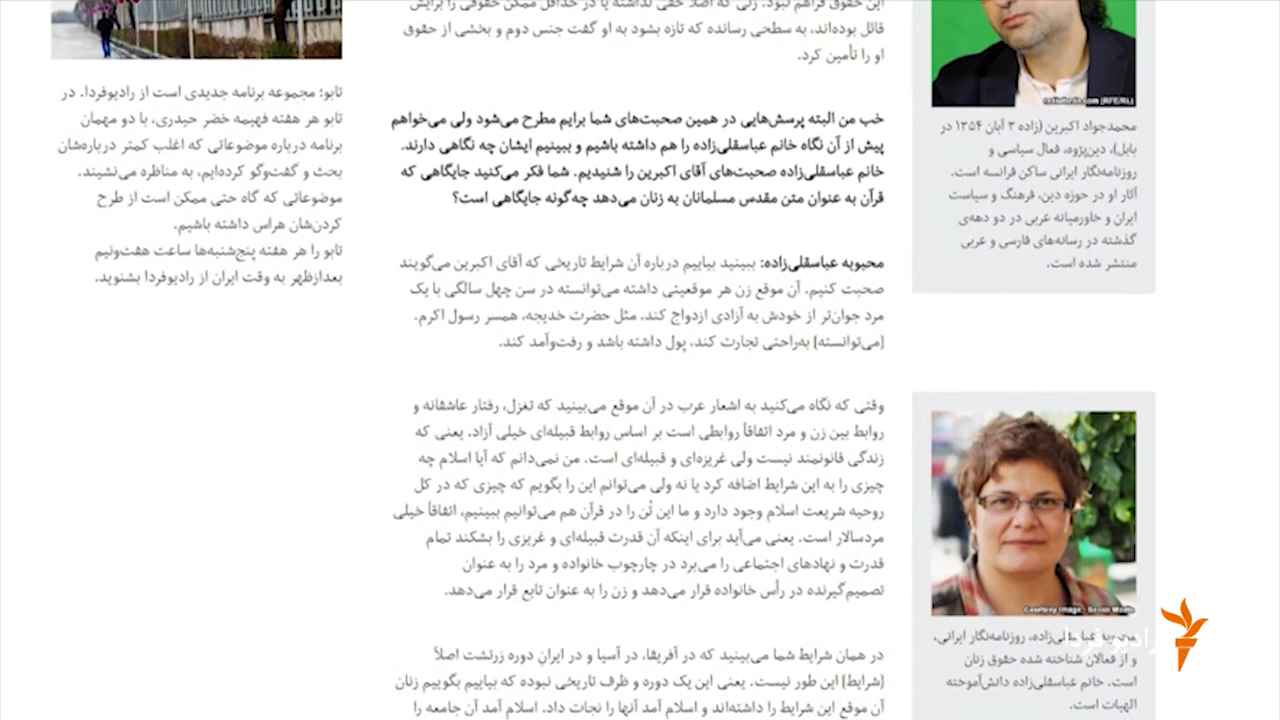 این حقوق فراهم نبود. زنی که اصلاً حقی نداشته یا در حداقل ممکن حقوقی را برایش
قائل بوده‌اند، به سطحی رسانده که تازه بشود به او گفت جنس دوم و بخشی از حقوق
او را تأمین کرد.
خب من البته پرسش‌هایی در همین صحبت‌های شما برایم مطرح می‌شود ولی می‌خواهم
پیش از آن نگاه خانم عباسقلی‌زاده را هم داشته باشیم و ببینیم ایشان چه نگاهی دارند.
خانم عباسقلی‌زاده صحبت‌های آقای اکبرین را شنیدیم. شما فکر می‌کنید جایگاهی که
قرآن به عنوان متن مقدس مسلمانان به زنان می‌دهد چه‌گونه جایگاهی است؟
محبوبه عباسقلی‌زاده: ببینید بیاییم درباره آن شرایط تاریخی که آقای اکبرین می‌گویند
صحبت کنیم. آن موقع زن هر موقعیتی داشته می‌توانسته در سن چهل سالگی با یک
مرد جوان‌تر از خودش به آزادی ازدواج کند، مثل حضرت خدیجه، همسر رسول اکرم.
[می‌توانسته] به‌راحتی تجارت کند، پول داشته باشد و رفت‌وآمد کند.
وقتی که نگاه می‌کنید به اشعار عرب در آن موقع می‌بینید که تغزل، رفتار عاشقانه و
روابط بین زن و مرد اتفاقاً روابطی است بر اساس روابط قبیله‌ای خیلی آزاد. یعنی که
زندگی قانونمند نیست ولی غریزه‌ای و قبیله‌ای است. من نمی‌دانم که آیا اسلام چه
چیزی را به این شرایط اضافه کرد یا نه ولی می‌توانم این را بگویم که چیزی که در کل
روحیه شریعت اسلام وجود دارد و ما این تُن را در قرآن هم می‌توانیم ببینیم، اتفاقاً خیلی
مردسالار است. یعنی می‌آید برای اینکه آن قدرت قبیله‌ای و غریزی را بشکند تمام
قدرت و نهادهای اجتماعی را می‌برد در چارچوب خانواده و مرد را به عنوان
تصمیم‌گیرنده در رأس خانواده قرار می‌دهد و زن را به عنوان تابع قرار می‌دهد.
در همان شرایط شما می‌بینید که در آفریقا، در آسیا و در ایرانِ دوره زرتشت اصلاً
[شرایط] این طور نیست. یعنی این یک دوره و ظرف تاریخی نبوده که بیاییم بگوییم زنان
آن موقع این شرایط را داشته‌اند و اسلام آمد آنها را نجات داد. اسلام آمد آن جامعه را
radiofarda.com (RFE/RL)
محمدجواد اکبرین (زاده ۳ آبان ۱۳۵۴ در
بابل)، دین‌پژوه، فعال سیاسی و
روزنامه‌نگار ایرانی ساکن فرانسه است.
آثار او در حوزه دین، فرهنگ و سیاست
ایران و خاورمیانه عربی در دو دهه‌ی
گذشته در رسانه‌های فارسی و عربی
منتشر شده است.
Courtesy Image - Social Media
محبوبه عباسقلی‌زاده، روزنامه‌نگار ایرانی،
و از فعالان شناخته شده حقوق زنان
است. خانم عباسقلی‌زاده دانش‌آموخته
الهیات است.
تابو؛ مجموعه برنامه جدیدی است از رادیوفردا. در
تابو هر هفته فهیمه خضر حیدری، با دو مهمان
برنامه درباره موضوعاتی که اغلب کمتر درباره‌شان
بحث و گفت‌وگو کرده‌ایم، به مناظره می‌نشیند.
موضوعاتی که گاه حتی ممکن است از طرح
کردن‌شان هراس داشته باشیم.
تابو را هر هفته پنج‌شنبه‌ها ساعت هفت‌ونیم
بعدازظهر به وقت ایران از رادیوفردا بشنوید.
رادیو فردا